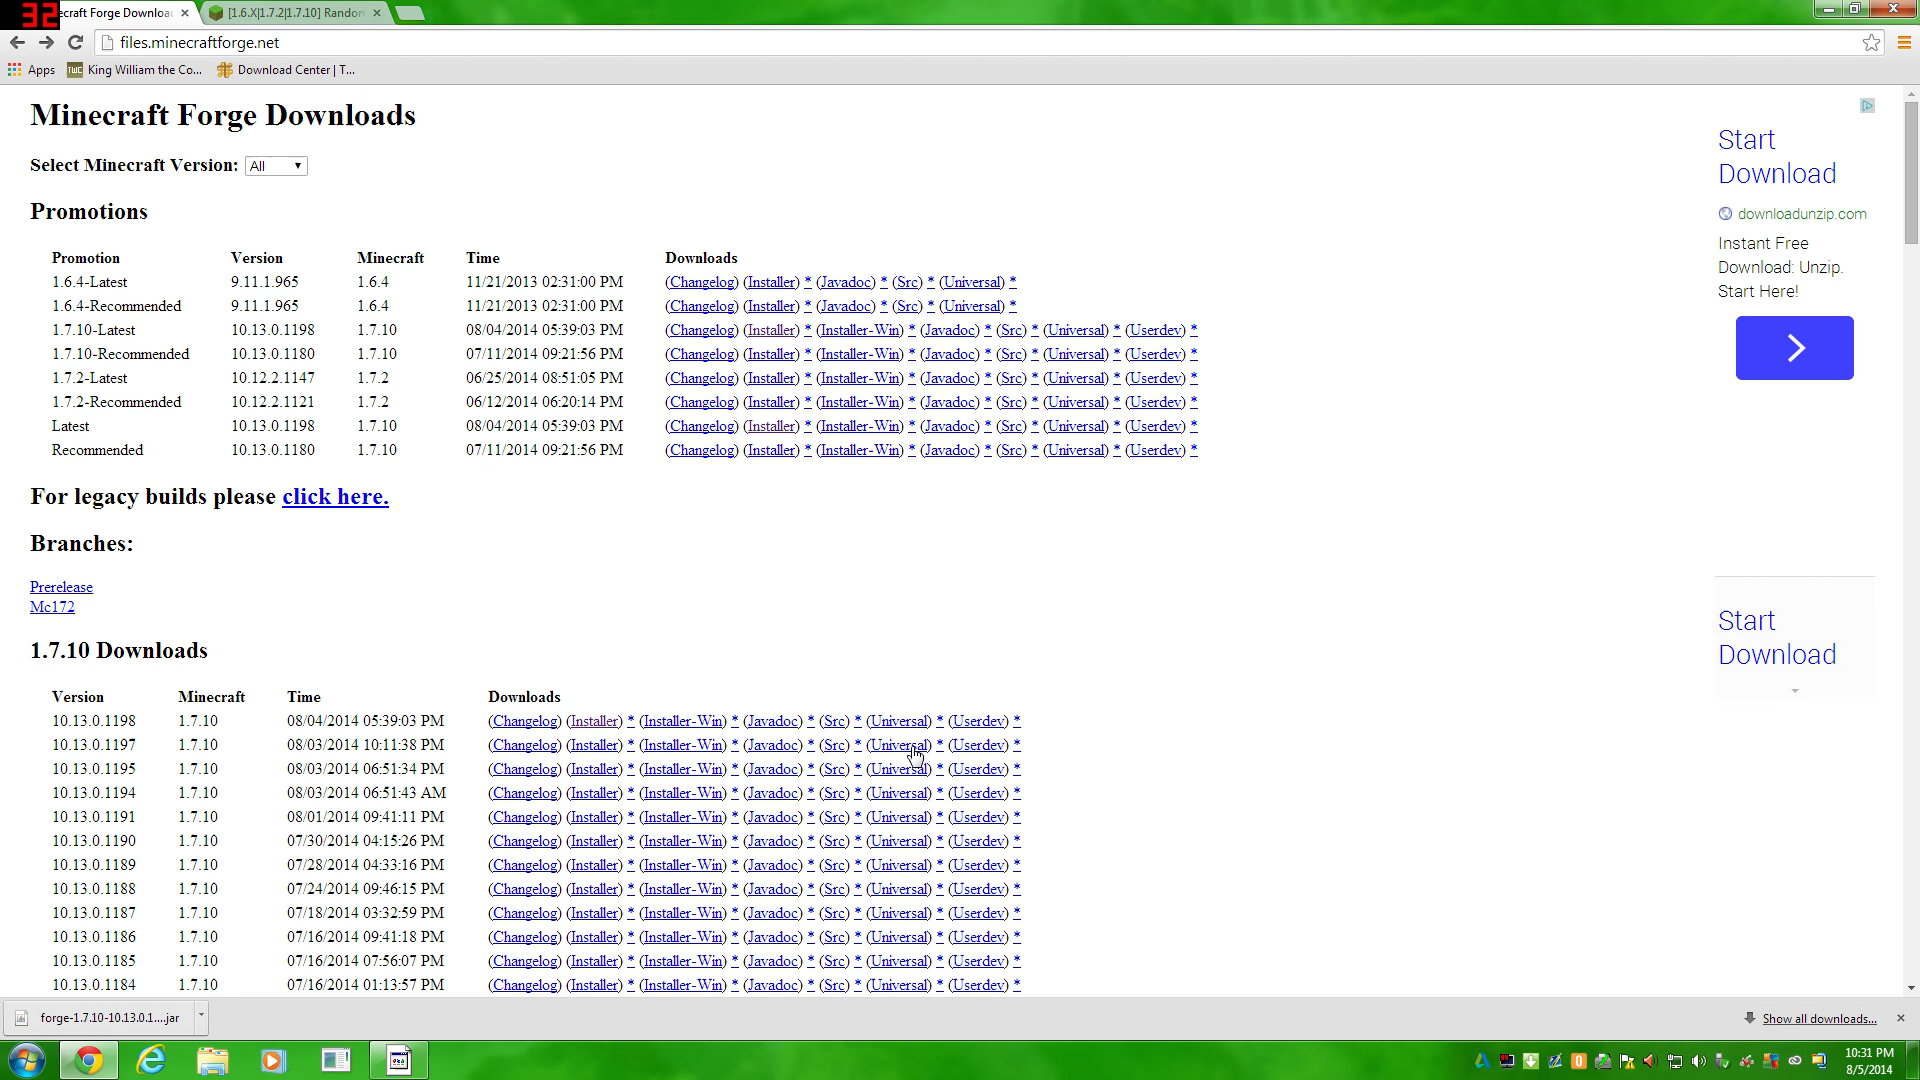 32
ecraft Forge Downloa
[1.6.X|1.7.2|1.7.10] Random
files.minecraftforge.net
Apps
King William the Co...
Download Center | T...
Minecraft Forge Downloads
Select Minecraft Version: All
Promotions
Promotion Version Minecraft Time Downloads
1.6.4-Latest 9.11.1.965 1.6.4 11/21/2013 02:31:00 PM (Changelog) (Installer) * (Javadoc) * (Src) * (Universal) *
1.6.4-Recommended 9.11.1.965 1.6.4 11/21/2013 02:31:00 PM (Changelog) (Installer) * (Javadoc) * (Src) * (Universal) *
1.7.10-Latest 10.13.0.1198 1.7.10 08/04/2014 05:39:03 PM (Changelog) (Installer) * (Installer-Win) * (Javadoc) * (Src) * (Universal) * (Userdev) *
1.7.10-Recommended 10.13.0.1180 1.7.10 07/11/2014 09:21:56 PM (Changelog) (Installer) * (Installer-Win) * (Javadoc) * (Src) * (Universal) * (Userdev) *
1.7.2-Latest 10.12.2.1147 1.7.2 06/25/2014 08:51:05 PM (Changelog) (Installer) * (Installer-Win) * (Javadoc) * (Src) * (Universal) * (Userdev) *
1.7.2-Recommended 10.12.2.1121 1.7.2 06/12/2014 06:20:14 PM (Changelog) (Installer) * (Installer-Win) * (Javadoc) * (Src) * (Universal) * (Userdev) *
Latest 10.13.0.1198 1.7.10 08/04/2014 05:39:03 PM (Changelog) (Installer) * (Installer-Win) * (Javadoc) * (Src) * (Universal) * (Userdev) *
Recommended 10.13.0.1180 1.7.10 07/11/2014 09:21:56 PM (Changelog) (Installer) * (Installer-Win) * (Javadoc) * (Src) * (Universal) * (Userdev) *
For legacy builds please click here.
Branches:
Prerelease
Mc172
1.7.10 Downloads
Version Minecraft Time Downloads
10.13.0.1198 1.7.10 08/04/2014 05:39:03 PM (Changelog) (Installer) * (Installer-Win) * (Javadoc) * (Src) * (Universal) * (Userdev) *
10.13.0.1197 1.7.10 08/03/2014 10:11:38 PM (Changelog) (Installer) * (Installer-Win) * (Javadoc) * (Src) * (Universal) * (Userdev) *
10.13.0.1195 1.7.10 08/03/2014 06:51:34 PM (Changelog) (Installer) * (Installer-Win) * (Javadoc) * (Src) * (Universal) * (Userdev) *
10.13.0.1194 1.7.10 08/03/2014 06:51:43 AM (Changelog) (Installer) * (Installer-Win) * (Javadoc) * (Src) * (Universal) * (Userdev) *
10.13.0.1191 1.7.10 08/01/2014 09:41:11 PM (Changelog) (Installer) * (Installer-Win) * (Javadoc) * (Src) * (Universal) * (Userdev) *
10.13.0.1190 1.7.10 07/30/2014 04:15:26 PM (Changelog) (Installer) * (Installer-Win) * (Javadoc) * (Src) * (Universal) * (Userdev) *
10.13.0.1189 1.7.10 07/28/2014 04:33:16 PM (Changelog) (Installer) * (Installer-Win) * (Javadoc) * (Src) * (Universal) * (Userdev) *
10.13.0.1188 1.7.10 07/24/2014 09:46:15 PM (Changelog) (Installer) * (Installer-Win) * (Javadoc) * (Src) * (Universal) * (Userdev) *
10.13.0.1187 1.7.10 07/18/2014 03:32:59 PM (Changelog) (Installer) * (Installer-Win) * (Javadoc) * (Src) * (Universal) * (Userdev) *
10.13.0.1186 1.7.10 07/16/2014 09:41:18 PM (Changelog) (Installer) * (Installer-Win) * (Javadoc) * (Src) * (Universal) * (Userdev) *
10.13.0.1185 1.7.10 07/16/2014 07:56:07 PM (Changelog) (Installer) * (Installer-Win) * (Javadoc) * (Src) * (Universal) * (Userdev) *
10.13.0.1184 1.7.10 07/16/2014 01:13:57 PM (Changelog) (Installer) * (Installer-Win) * (Javadoc) * (Src) * (Universal) * (Userdev) *
Start
Download
downloadunzip.com
Instant Free
Download: Unzip.
Start Here!
Start
Download
forge-1.7.10-10.13.0.1....jar
Show all downloads...
10:31 PM
8/5/2014